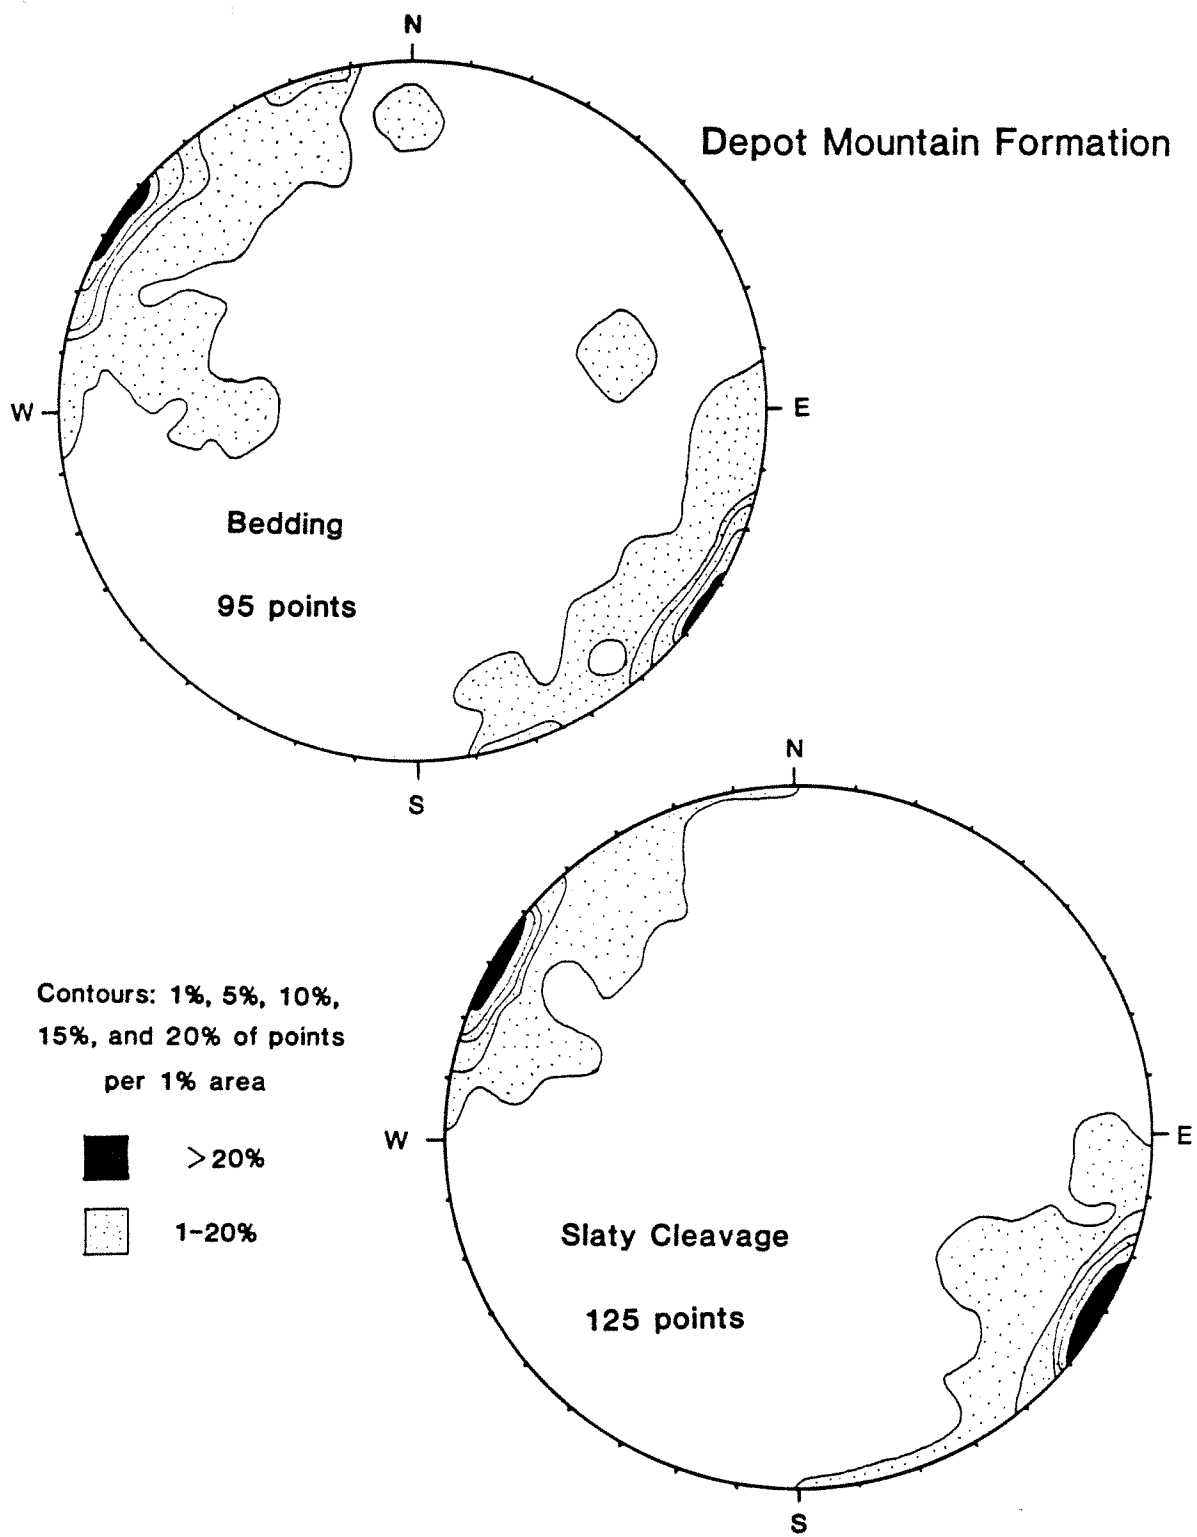 N
Depot Mountain Formation
W
E
Bedding
95 points
S
N
Contours: 1%, 5%, 10%,
15%, and 20% of points
per 1% area
W
E
>20%
1-20%
Slaty Cleavage
125 points
S